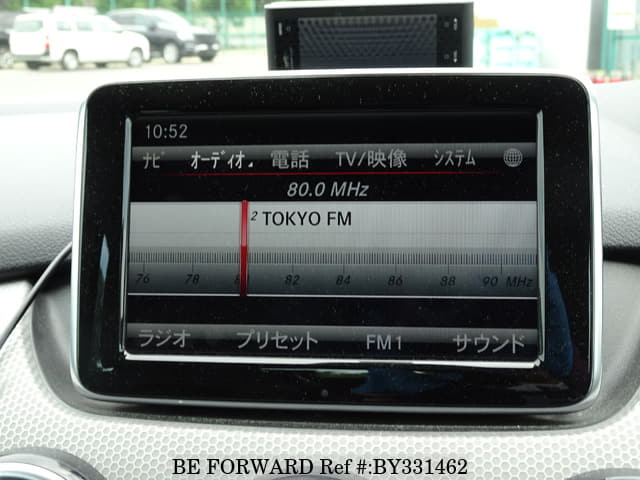 10:52
ナビ オーディオ 電話 TV/映像 システム
80.0 MHz
2 TOKYO FM
76 78 82 84 86 88 90 MHz
ラジオ プリセット FM1 サウンド
BE FORWARD Ref #:BY331462